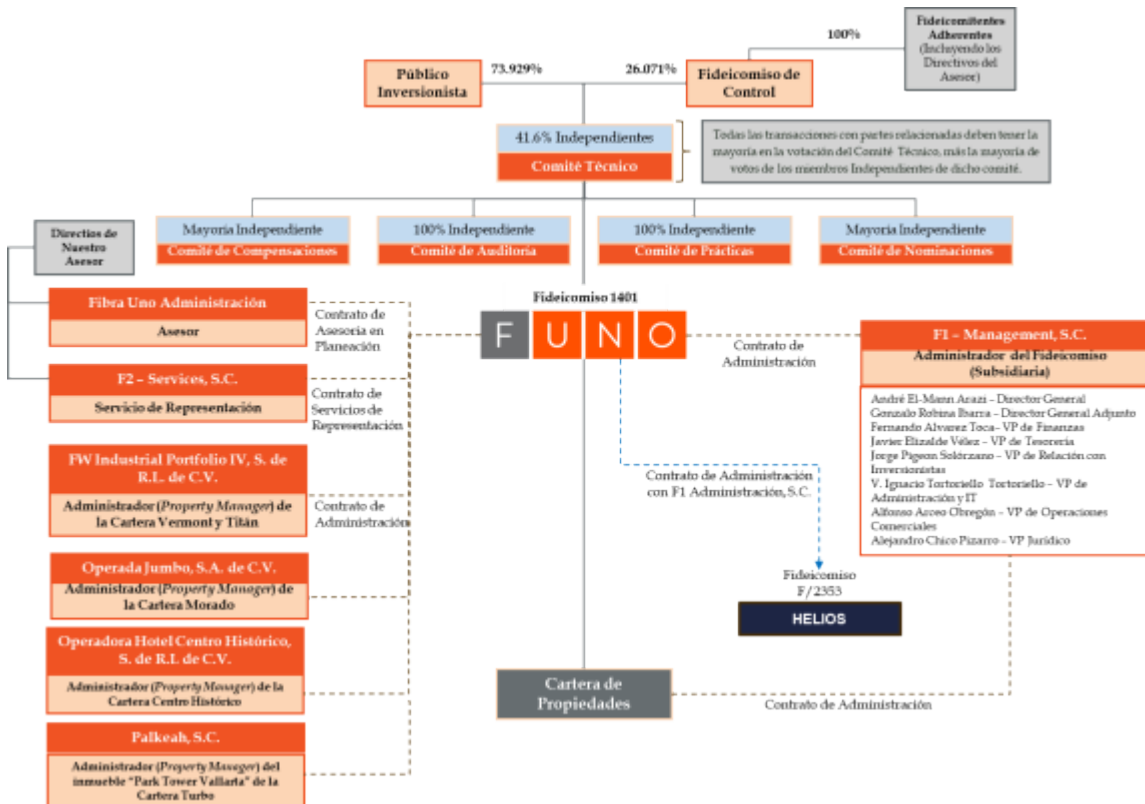 Fideicomitentes
Adherentes
(Incluyendo los
Directivos del
Asesor)
100%
Público
Inversionista
73.929%
26.071%
Fideicomiso de
Control
41.6% Independientes
Comité Técnico
Todas las transacciones con partes relacionadas deben tener la
mayoría en la votación del Comité Técnico, más la mayoría de
votos de los miembros Independientes de dicho comité.
Mayoría Independiente
Comité de Compensaciones
100% Independiente
Comité de Auditoría
100% Independiente
Comité de Prácticas
Mayoría Independiente
Comité de Nominaciones
Directios de
Nuestro
Asesor
Fibra Uno Administración
Asesor
Contrato de
Asesoría en
Planeación
F2 – Services, S.C.
Servicio de Representación
Contrato de
Servicios de
Representación
FW Industrial Portfolio IV, S. de
R.L. de C.V.
Administrador (Property Manager) de
la Cartera Vermont y Titán
Contrato de
Administración
Operada Jumbo, S.A. de C.V.
Administrador (Property Manager) de
la Cartera Morado
Operadora Hotel Centro Histórico,
S. de R.L de C.V.
Administrador (Property Manager) de la
Cartera Centro Histórico
Palkeah, S.C.
Administrador (Property Manager) del
inmueble "Park Tower Vallarta" de la
Cartera Turbo
Fideicomiso 1401
FUNO
Contrato de
Administración
F1 – Management, S.C.
Administrador del Fideicomiso
(Subsidiaria)
André El-Mann Arazi – Director General
Gonzalo Robina Ibarra – Director General Adjunto
Fernando Alvarez Toca– VP de Finanzas
Javier Elizalde Vélez – VP de Tesorería
Jorge Pigeon Solórzano – VP de Relación con
Inversionistas
V. Ignacio Tortoriello Tortoriello – VP de
Administración y IT
Alfonso Arceo Obregón – VP de Operaciones
Comerciales
Alejandro Chico Pizarro – VP Jurídico
Contrato de Administración
con F1 Administración, S.C.
Fideicomiso
F/2353
HELIOS
Cartera de
Propiedades
Contrato de Administración